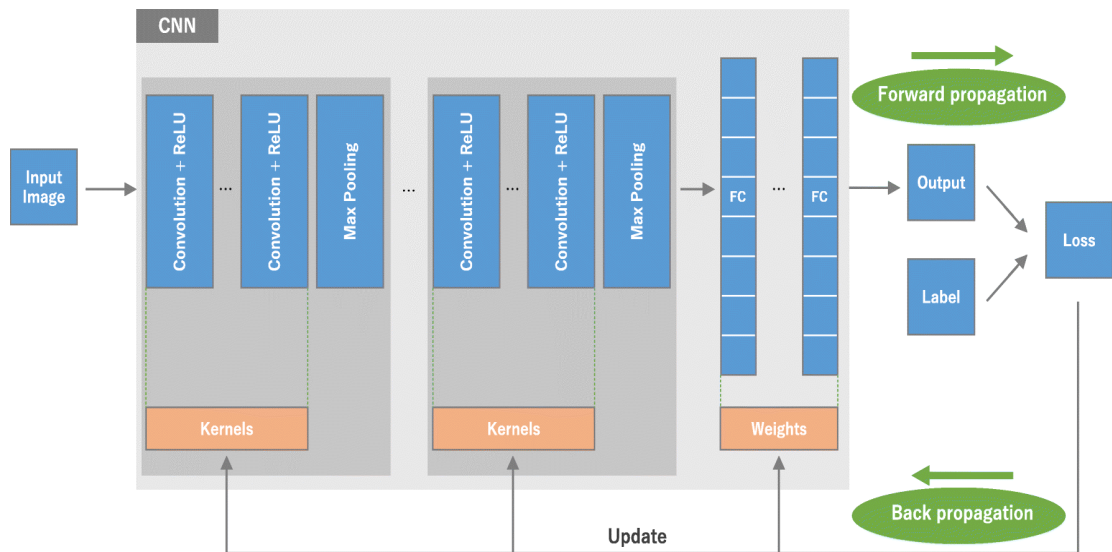 CNN
Forward propagation
Input
Image
Convolution + ReLU
...
Convolution + ReLU
Max Pooling
...
Convolution + ReLU
...
Convolution + ReLU
Max Pooling
FC
...
FC
Output
Label
Loss
Kernels
Kernels
Weights
Back propagation
Update